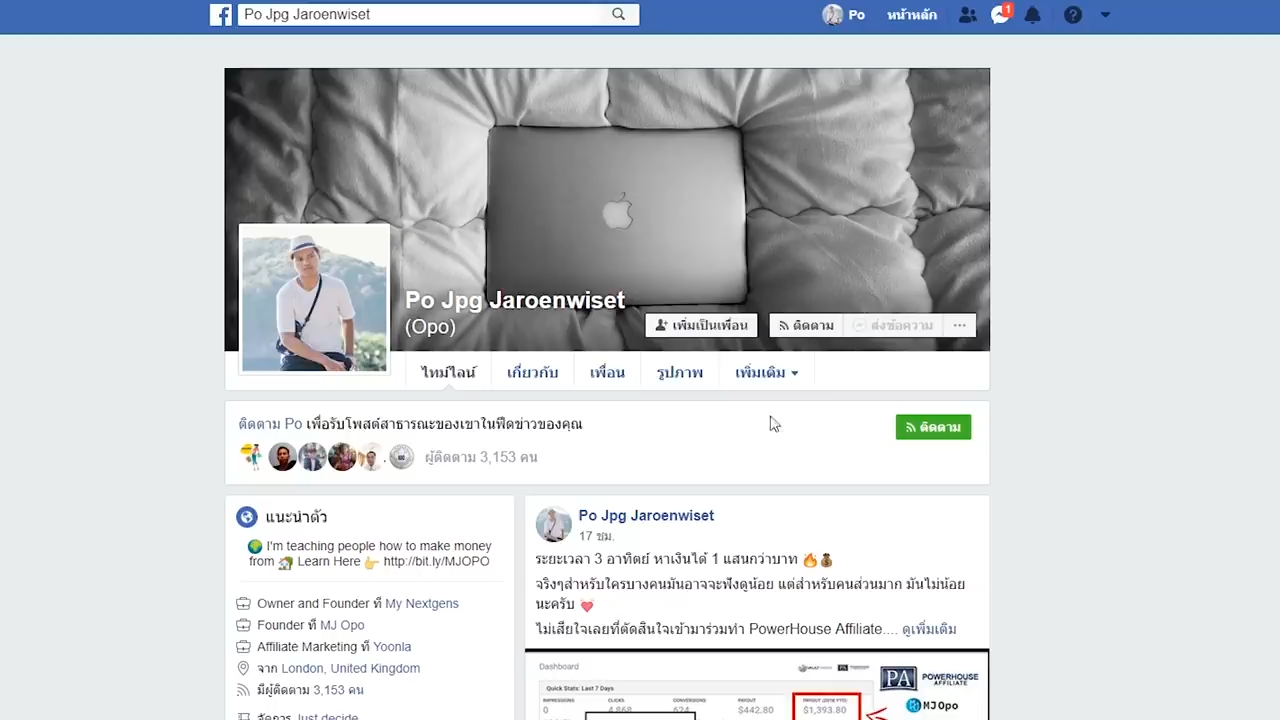 Po Jpg Jaroenwiset
Po
หน้าหลัก
1
Po Jpg Jaroenwiset
(Opo)
เพิ่มเป็นเพื่อน
ติดตาม
ส่งข้อความ
ไทม์ไลน์
เกี่ยวกับ
เพื่อน
รูปภาพ
เพิ่มเติม
ติดตาม Po เพื่อรับโพสต์สาธารณะของเขาในฟีดข่าวของคุณ
ติดตาม
ผู้ติดตาม 3,153 คน
แนะนำตัว
I'm teaching people how to make money
from Learn Here http://bit.ly/MJOPO
Owner and Founder ที่ My Nextgens
Founder ที่ MJ Opo
Affiliate Marketing ที่ Yoonla
จาก London, United Kingdom
มีผู้ติดตาม 3,153 คน
จัดการ Just decide
Po Jpg Jaroenwiset
17 ชม.
ระยะเวลา 3 อาทิตย์ หาเงินได้ 1 แสนกว่าบาท
จริงๆสำหรับใครบางคนมันอาจจะฟังดูน้อย แต่สำหรับคนส่วนมาก มันไม่น้อย
นะครับ
ไม่เสียใจเลยที่ตัดสินใจเข้ามาร่วมทำ PowerHouse Affiliate.... ดูเพิ่มเติม
Dashboard
Quick Stats: Last 7 Days
IMPRESSIONS
CLICKS
CONVERSIONS
PAYOUT
0
4,868
624
$442.80
$1,393.80
PA
POWERHOUSE
AFFILIATE
MJ Opo